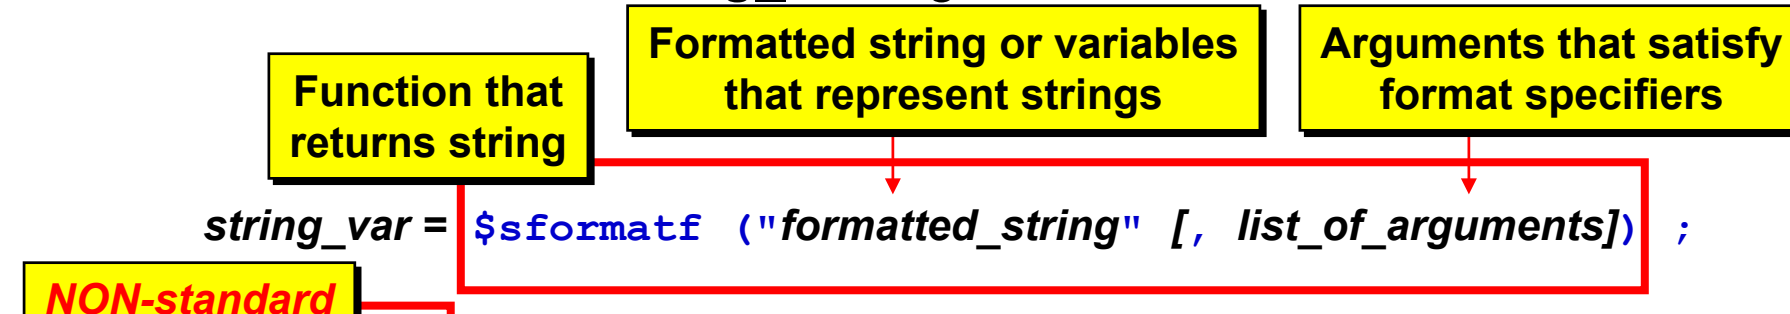 Formatted string or variables
that represent strings
Arguments that satisfy
format specifiers
Function that
returns string
string_var = $sformatf ("formatted_string" [, list_of_arguments]) ;
NON-standard